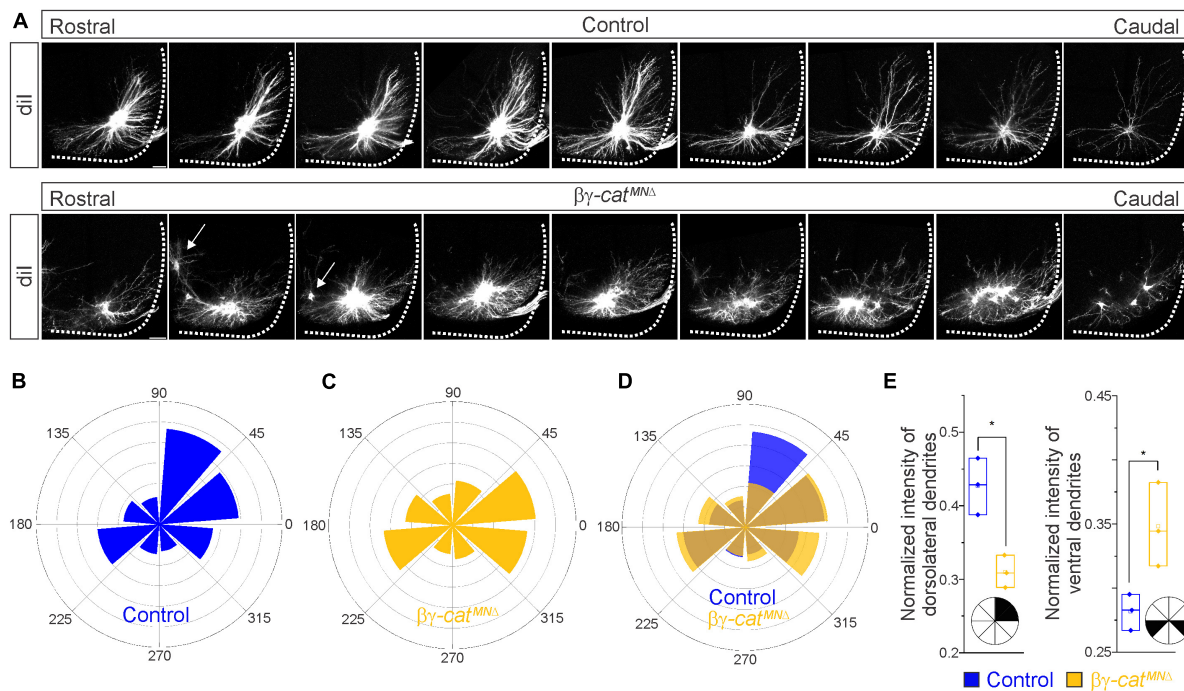 A
Rostral Control Caudal
diI
Rostral βγ-cat^MNΔ Caudal
diI
B
90
135 45
180 0
225 315
270
Control
C
90
135 45
180 0
225 315
270
βγ-cat^MNΔ
D
90
135 45
180 0
225 315
270
Control
βγ-cat^MNΔ
E
Normalized intensity of
dorsolateral dendrites
0.5
0.4
0.3
0.2
*
Normalized intensity of
ventral dendrites
0.45
0.35
0.25
*
Control βγ-cat^MNΔ